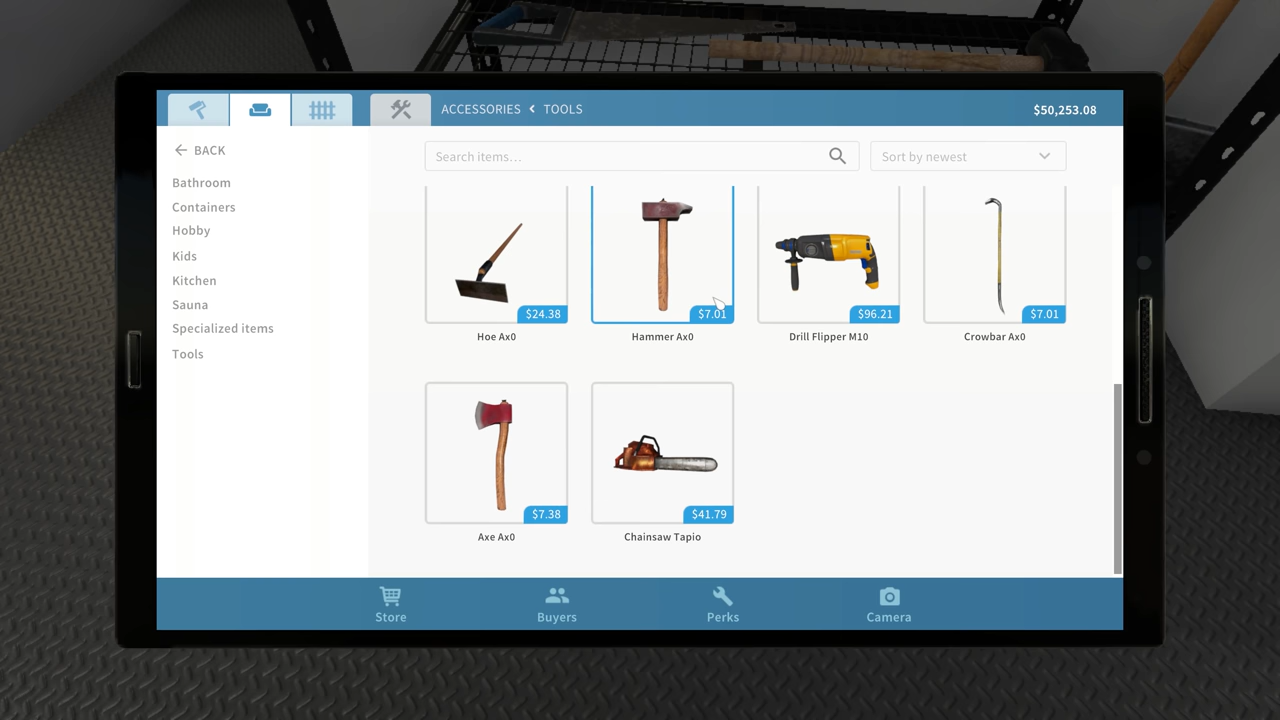 ACCESSORIES < TOOLS
$50,253.08
BACK
Search items...
Sort by newest
Bathroom
Containers
Hobby
Kids
Kitchen
Sauna
Specialized items
Tools
$24.38
$7.01
$96.21
$7.01
Hoe Ax0
Hammer Ax0
Drill Flipper M10
Crowbar Ax0
$7.38
$41.79
Axe Ax0
Chainsaw Tapio
Store
Buyers
Perks
Camera